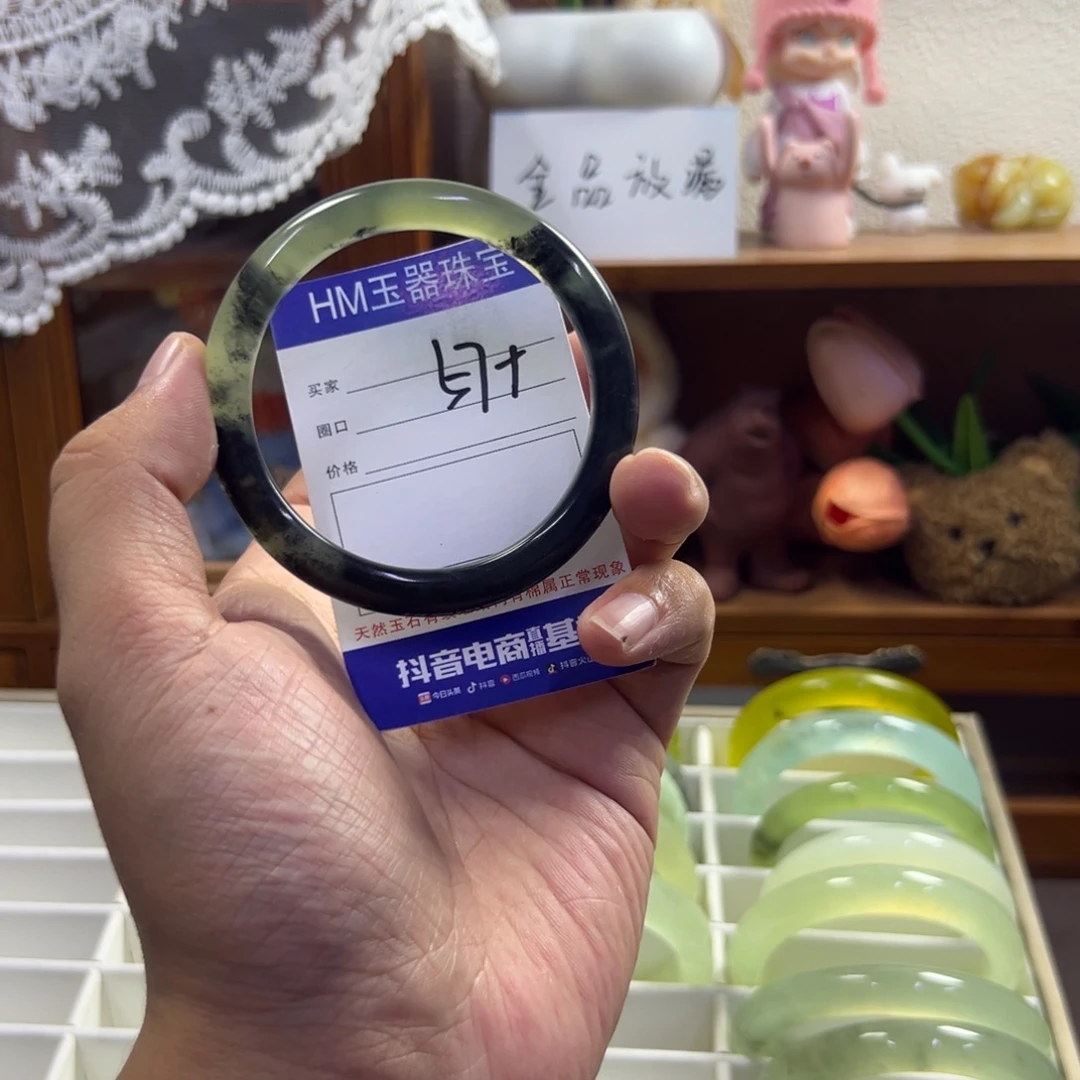 全品放漏
HM玉器珠宝
买家
圈口
价格
天然玉石有
有棉属正常现象
抖音电商直播基
今日头条 抖音 西瓜视频 抖音火山